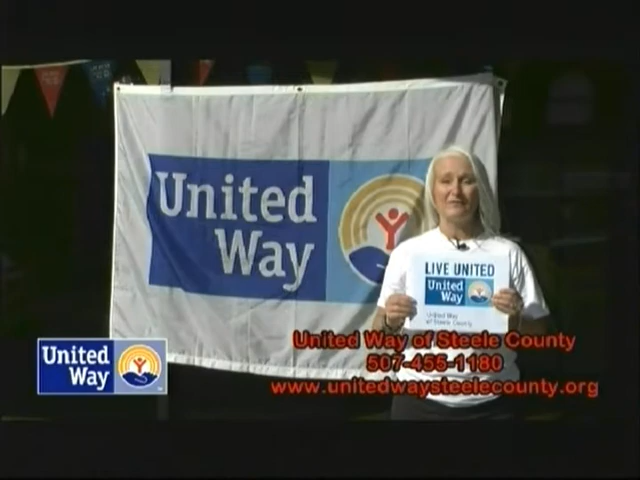 United
Way
LIVE UNITED
United
Way
United Way
of Steele County
United Way of Steele County
507-455-1180
www.unitedwaysteelecounty.org
United
Way